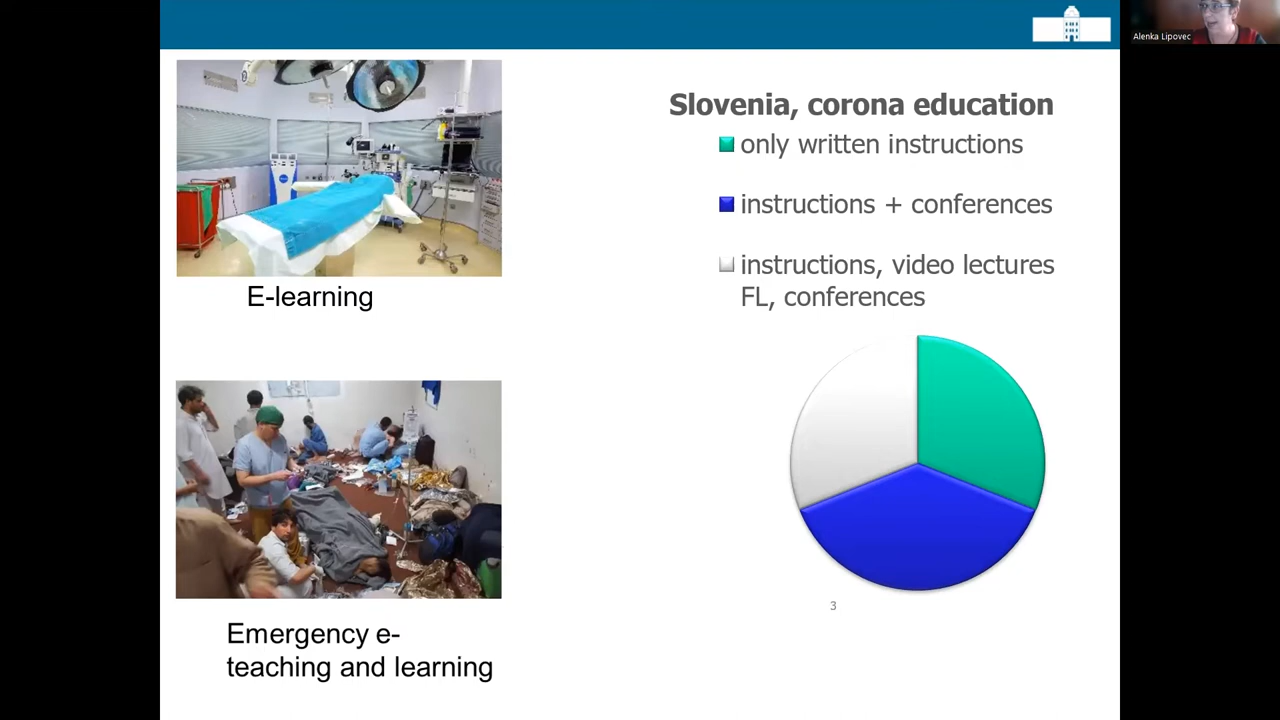 Alenka Lipovec
Slovenia, corona education
only written instructions
instructions + conferences
instructions, video lectures
FL, conferences
E-learning
Emergency e-
teaching and learning
3